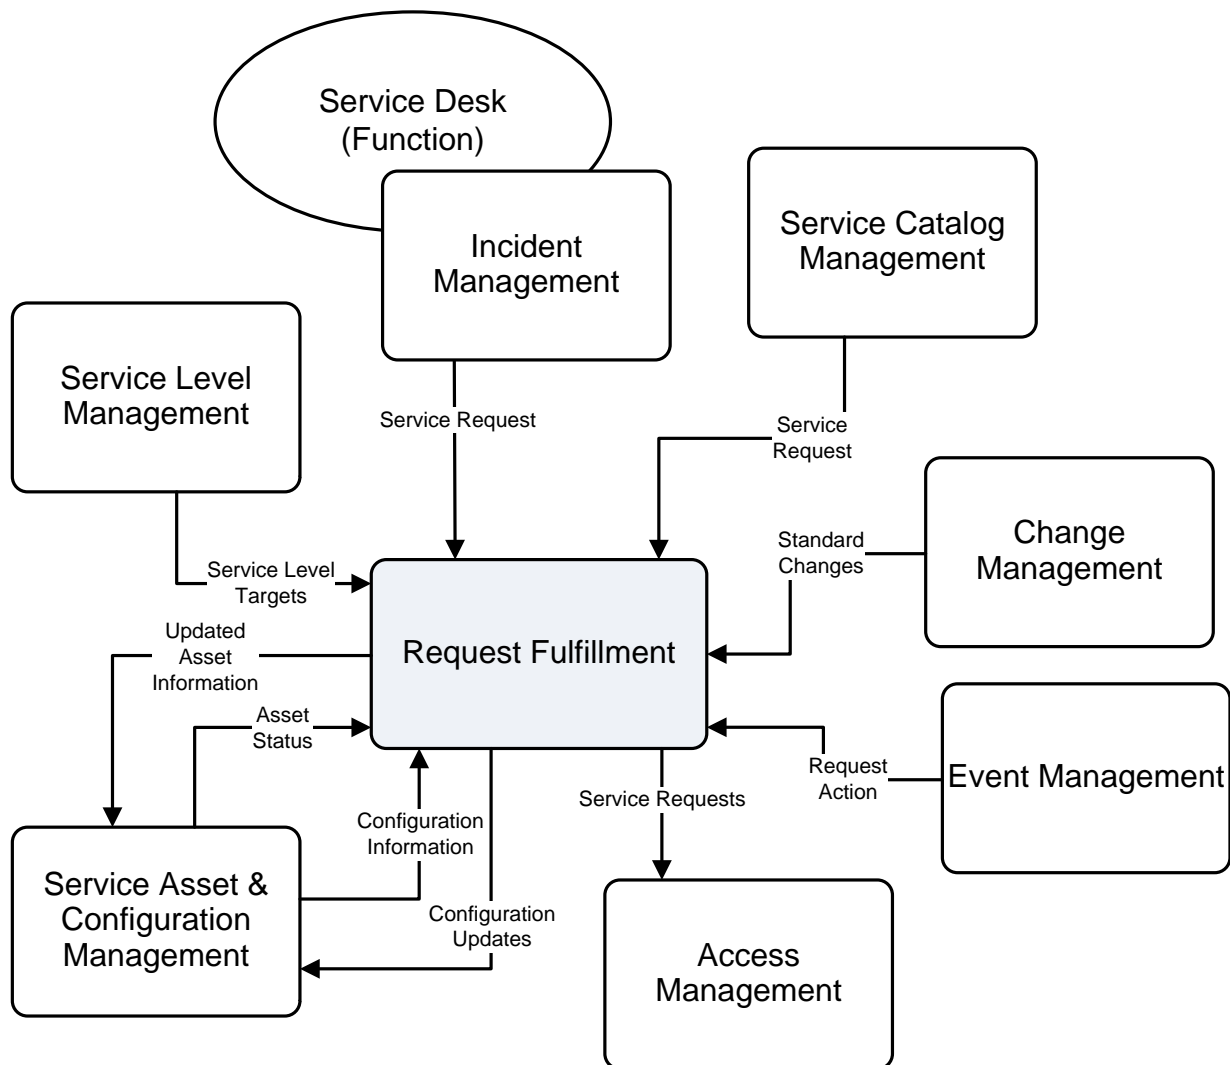 Service Desk
(Function)
Incident
Management
Service Catalog
Management
Service Level
Management
Service Request
Service
Request
Change
Management
Standard
Changes
Service Level
Targets
Request Fulfillment
Updated
Asset
Information
Asset
Status
Request
Action
Event Management
Service Requests
Configuration
Information
Service Asset &
Configuration
Management
Configuration
Updates
Access
Management